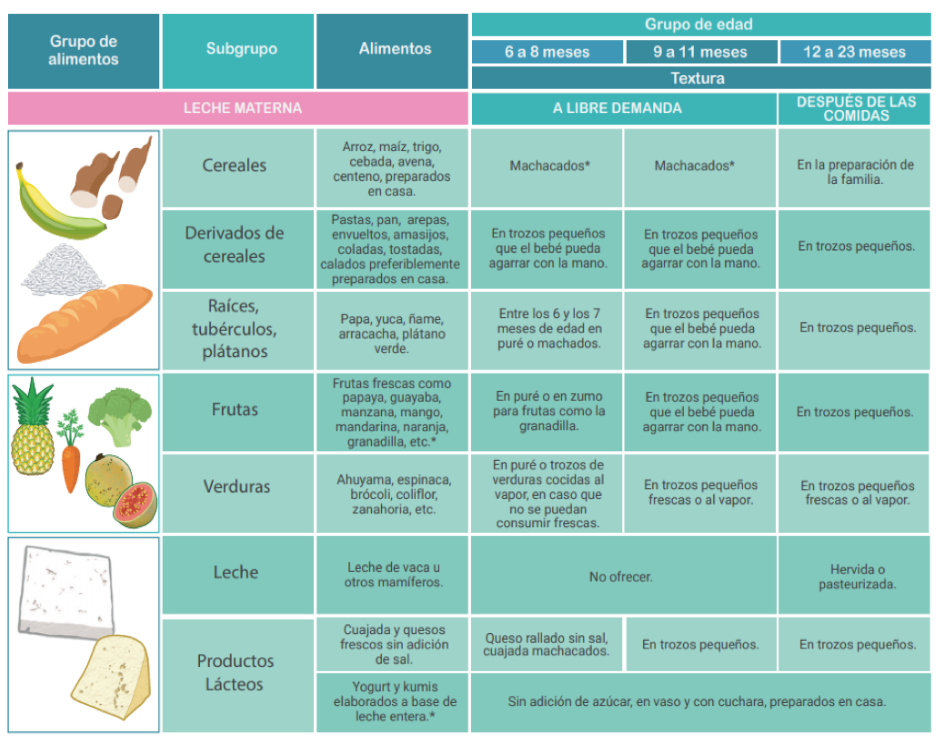 Grupo de
alimentos
Subgrupo
Alimentos
Grupo de edad
6 a 8 meses
9 a 11 meses
12 a 23 meses
Textura
LECHE MATERNA
A LIBRE DEMANDA
DESPUÉS DE LAS
COMIDAS
Cereales
Arroz, maíz, trigo,
cebada, avena,
centeno, preparados
en casa.
Machacados*
Machacados*
En la preparación de
la familia.
Derivados de
cereales
Pastas, pan, arepas,
envueltos, amasijos,
coladas, tostadas,
calados preferiblemente
preparados en casa.
En trozos pequeños
que el bebé pueda
agarrar con la mano.
En trozos pequeños
que el bebé pueda
agarrar con la mano.
En trozos pequeños.
Raíces,
tubérculos,
plátanos
Papa, yuca, ñame,
arracacha, plátano
verde.
Entre los 6 y los 7
meses de edad en
puré o machados.
En trozos pequeños
que el bebé pueda
agarrar con la mano.
En trozos pequeños.
Frutas
Frutas frescas como
papaya, guayaba,
manzana, mango,
mandarina, naranja,
granadilla, etc.*
En puré o en zumo
para frutas como la
granadilla.
En trozos pequeños
que el bebé pueda
agarrar con la mano.
En trozos pequeños.
Verduras
Ahuyama, espinaca,
brócoli, coliflor,
zanahoria, etc.
En puré o trozos de
verduras cocidas al
vapor, en caso que
no se puedan
consumir frescas.
En trozos pequeños
frescas o al vapor.
En trozos pequeños
frescas o al vapor.
Leche
Leche de vaca u
otros mamíferos.
No ofrecer.
Hervida o
pasteurizada.
Productos
Lácteos
Cuajada y quesos
frescos sin adición
de sal.
Queso rallado sin sal,
cuajada machacados.
En trozos pequeños.
En trozos pequeños.
Yogurt y kumis
elaborados a base de
leche entera.*
Sin adición de azúcar, en vaso y con cuchara, preparados en casa.